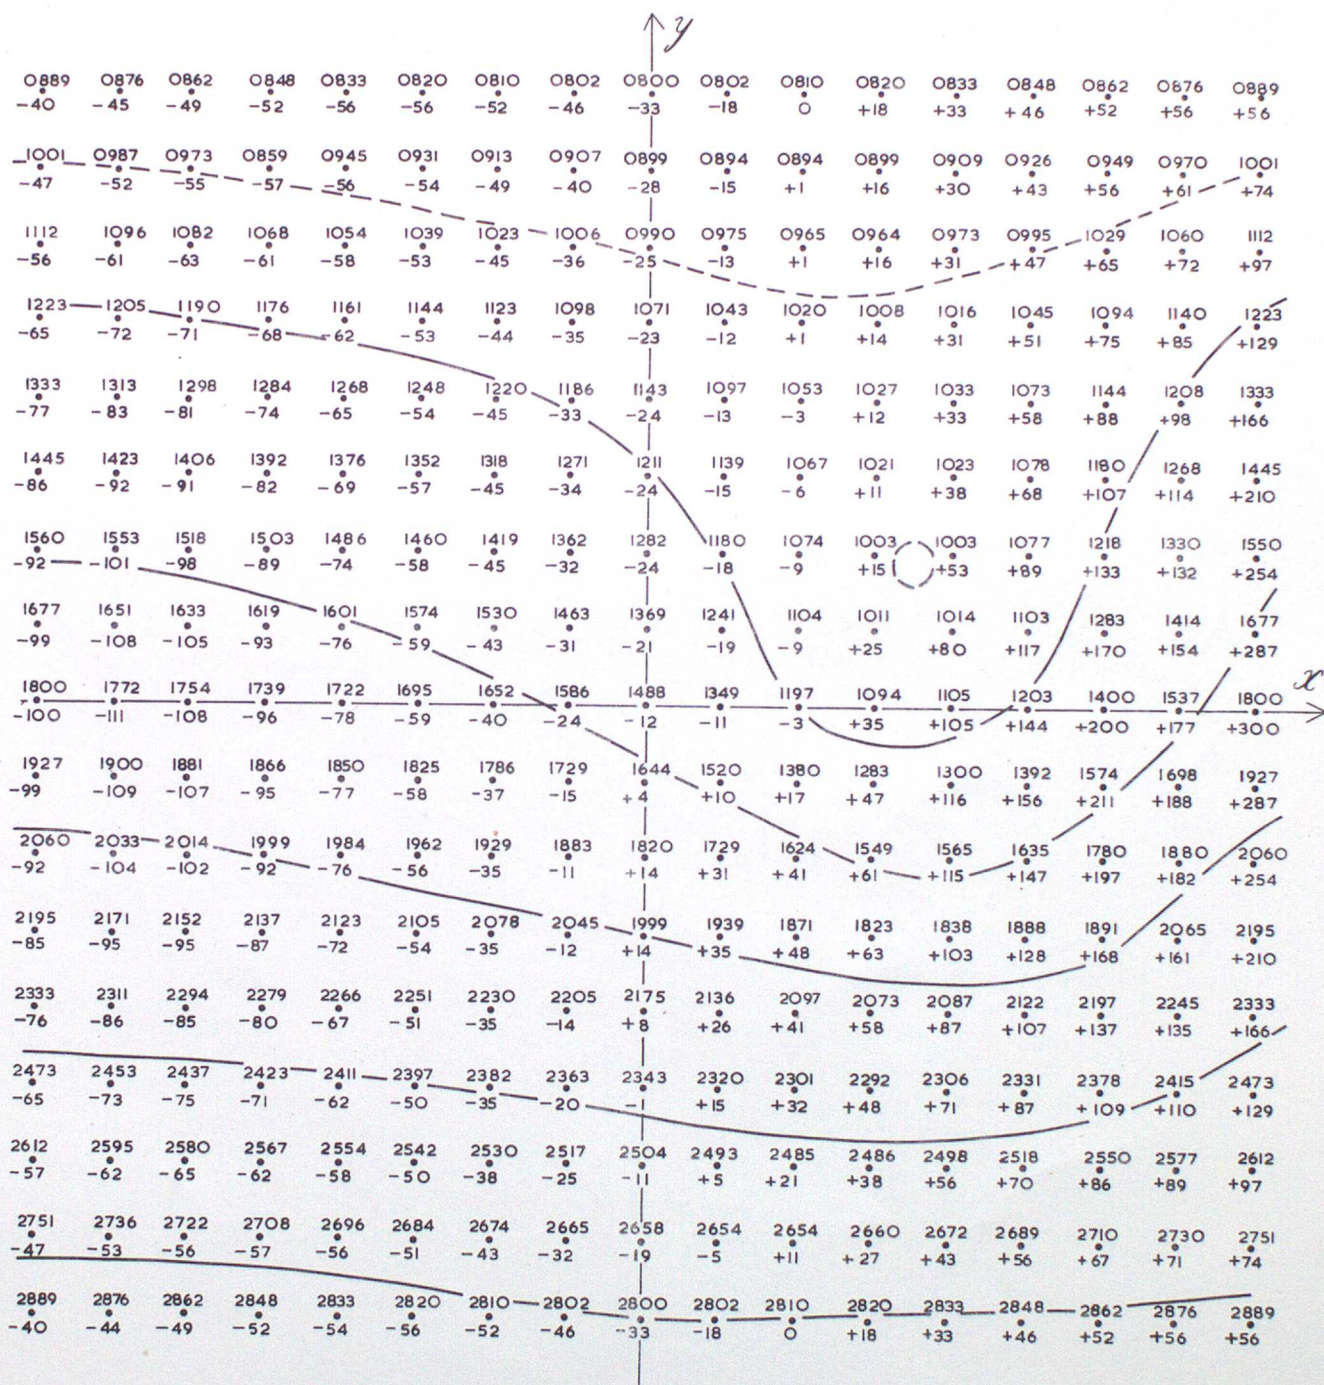 y
0889 0876 0862 0848 0833 0820 0810 0802 0800 0802 0810 0820 0833 0848 0862 0876 0889
-40 -45 -49 -52 -56 -56 -52 -46 -33 -18 0 +18 +33 +46 +52 +56 +56
1001 0987 0973 0859 0945 0931 0913 0907 0899 0894 0894 0899 0909 0926 0949 0970 1001
-47 -52 -55 -57 -56 -54 -49 -40 -28 -15 +1 +16 +30 +43 +56 +61 +74
1112 1096 1082 1068 1054 1039 1023 1006 0990 0975 0965 0964 0973 0995 1029 1060 1112
-56 -61 -63 -61 -58 -53 -45 -36 -25 -13 +1 +16 +31 +47 +65 +72 +97
1223 1205 1190 1176 1161 1144 1123 1098 1071 1043 1020 1008 1016 1045 1094 1140 1223
-65 -72 -71 -68 -62 -53 -44 -35 -23 -12 +1 +14 +31 +51 +75 +85 +129
1333 1313 1298 1284 1268 1248 1220 1186 1143 1097 1053 1027 1033 1073 1144 1208 1333
-77 -83 -81 -74 -65 -54 -45 -33 -24 -13 -3 +12 +33 +58 +88 +98 +166
1445 1423 1406 1392 1376 1352 1318 1271 1211 1139 1067 1021 1023 1078 1180 1268 1445
-86 -92 -91 -82 -69 -57 -45 -34 -24 -15 -6 +11 +38 +68 +107 +114 +210
1560 1553 1518 1503 1486 1460 1419 1362 1282 1180 1074 1003 1003 1077 1218 1330 1550
-92 -101 -98 -89 -74 -58 -45 -32 -24 -18 -9 +15 +53 +89 +133 +132 +254
1677 1651 1633 1619 1601 1574 1530 1463 1369 1241 1104 1011 1014 1103 1283 1414 1677
-99 -108 -105 -93 -76 -59 -43 -31 -21 -19 -9 +25 +80 +117 +170 +154 +287
1800 1772 1754 1739 1722 1695 1652 1586 1488 1349 1197 1094 1105 1203 1400 1537 1800 x
-100 -111 -108 -96 -78 -59 -40 -24 -12 -11 -3 +35 +105 +144 +200 +177 +300
1927 1900 1881 1866 1850 1825 1786 1729 1644 1520 1380 1283 1300 1392 1574 1698 1927
-99 -109 -107 -95 -77 -58 -37 -15 +4 +10 +17 +47 +116 +156 +211 +188 +287
2060 2033 2014 1999 1984 1962 1929 1883 1820 1729 1624 1549 1565 1635 1780 1880 2060
-92 -104 -102 -92 -76 -56 -35 -11 +14 +31 +41 +61 +115 +147 +197 +182 +254
2195 2171 2152 2137 2123 2105 2078 2045 1999 1939 1871 1823 1838 1888 1891 2065 2195
-85 -95 -95 -87 -72 -54 -35 -12 +14 +35 +48 +63 +103 +128 +168 +161 +210
2333 2311 2294 2279 2266 2251 2230 2205 2175 2136 2097 2073 2087 2122 2197 2245 2333
-76 -86 -85 -80 -67 -51 -35 -14 +8 +26 +41 +58 +87 +107 +137 +135 +166
2473 2453 2437 2423 2411 2397 2382 2363 2343 2320 2301 2292 2306 2331 2378 2415 2473
-65 -73 -75 -71 -62 -50 -35 -20 -1 +15 +32 +48 +71 +87 +109 +110 +129
2612 2595 2580 2567 2554 2542 2530 2517 2504 2493 2485 2486 2498 2518 2550 2577 2612
-57 -62 -65 -62 -58 -50 -38 -25 -11 +5 +21 +38 +56 +70 +86 +89 +97
2751 2736 2722 2708 2696 2684 2674 2665 2658 2654 2654 2660 2672 2689 2710 2730 2751
-47 -53 -56 -57 -56 -51 -43 -32 -19 -5 +11 +27 +43 +56 +67 +71 +74
2889 2876 2862 2848 2833 2820 2810 2802 2800 2802 2810 2820 2833 2848 2862 2876 2889
-40 -44 -49 -52 -54 -56 -52 -46 -33 -18 0 +18 +33 +46 +52 +56 +56